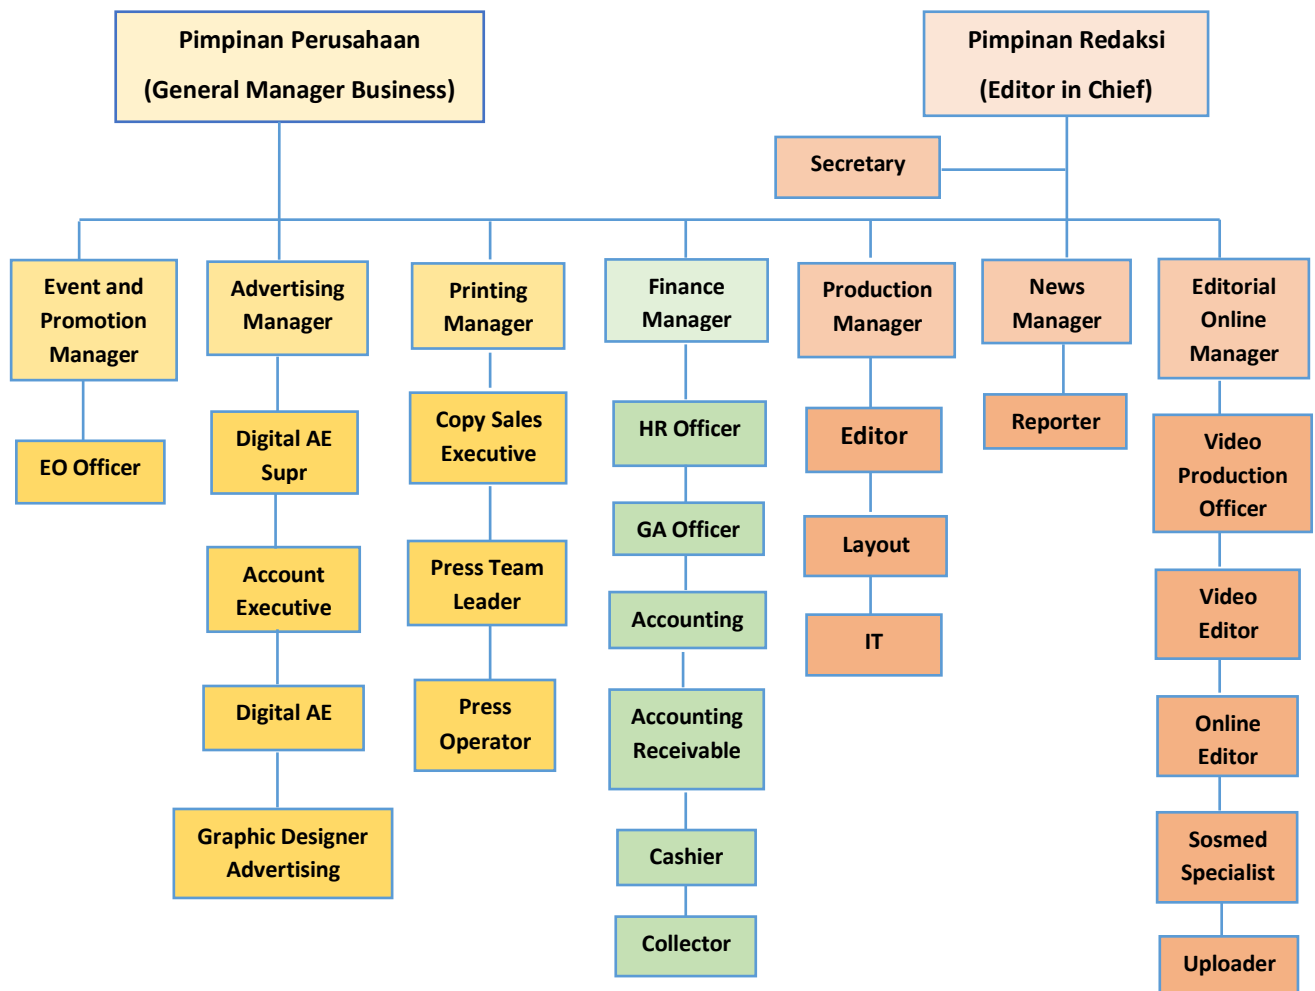 Pimpinan Perusahaan
(General Manager Business)
Pimpinan Redaksi
(Editor in Chief)
Secretary
Event and
Promotion
Manager
Advertising
Manager
Printing
Manager
Finance
Manager
Production
Manager
News
Manager
Editorial
Online
Manager
EO Officer
Digital AE
Supr
Account
Executive
Digital AE
Graphic Designer
Advertising
Copy Sales
Executive
Press Team
Leader
Press
Operator
HR Officer
GA Officer
Accounting
Accounting
Receivable
Cashier
Collector
Editor
Layout
IT
Reporter
Video
Production
Officer
Video
Editor
Online
Editor
Sosmed
Specialist
Uploader